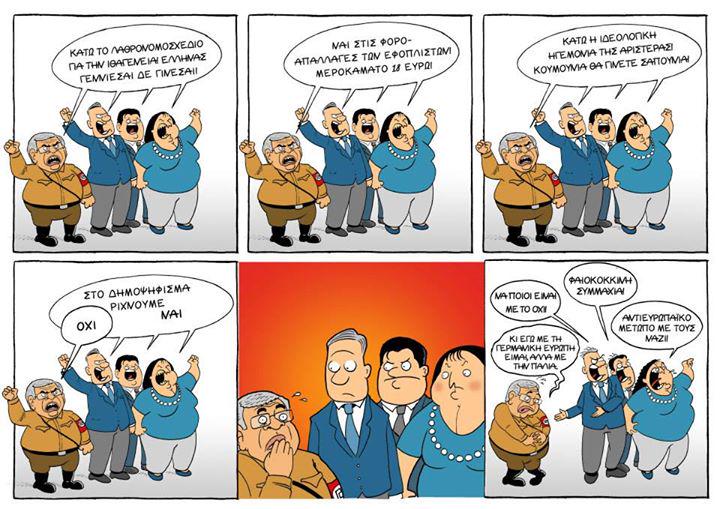 ΚΑΤΩ ΤΟ ΛΑΘΡΟΝΟΜΟΣΧΕΔΙΟ
ΓΙΑ ΤΗΝ ΙΘΑΓΕΝΕΙΑ! ΕΛΛΗΝΑΣ
ΓΕΝΝΙΕΣΑΙ ΔΕ ΓΙΝΕΣΑΙ!
ΝΑΙ ΣΤΙΣ ΦΟΡΟ-
ΑΠΑΛΛΑΓΕΣ ΤΩΝ ΕΦΟΠΛΙΣΤΩΝ!
ΜΕΡΟΚΑΜΑΤΟ 18 ΕΥΡΩ!
ΚΑΤΩ Η ΙΔΕΟΛΟΓΙΚΗ
ΗΓΕΜΟΝΙΑ ΤΗΣ ΑΡΙΣΤΕΡΑΣ!
ΚΟΥΜΟΥΝΙΑ ΘΑ ΓΙΝΕΤΕ ΣΑΠΟΥΝΙΑ!
ΣΤΟ ΔΗΜΟΨΗΦΙΣΜΑ
ΡΙΧΝΟΥΜΕ
ΟΧΙ
ΝΑΙ
ΝΑ ΠΟΙΟΙ ΕΙΝΑΙ
ΜΕ ΤΟ ΟΧΙ!
ΦΑΙΟΚΟΚΚΙΝΗ
ΣΥΜΜΑΧΙΑ!
ΑΝΤΙΕΥΡΩΠΑΪΚΟ
ΜΕΤΩΠΟ ΜΕ ΤΟΥΣ
ΝΑΖΙ!
ΚΙ ΕΓΩ ΜΕ ΤΗ
ΓΕΡΜΑΝΙΚΗ ΕΥΡΩΠΗ
ΕΙΜΑΙ, ΑΛΛΑ ΜΕ
ΤΗΝ ΠΑΛΙΑ.